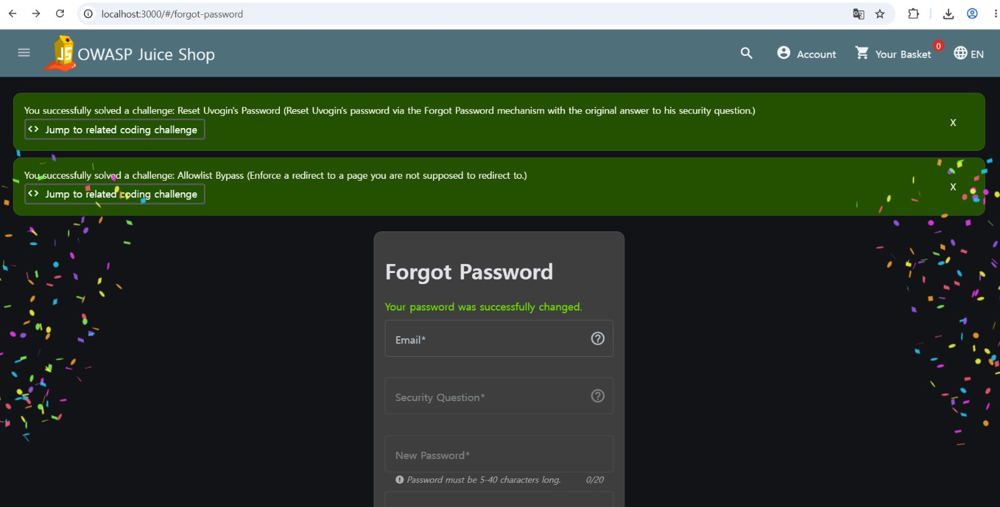 localhost:3000/#/forgot-password
OWASP Juice Shop
Account
Your Basket
0
EN
You successfully solved a challenge: Reset Uvogin's Password (Reset Uvogin's password via the Forgot Password mechanism with the original answer to his security question.)
<> Jump to related coding challenge
X
You successfully solved a challenge: Allowlist Bypass (Enforce a redirect to a page you are not supposed to redirect to.)
<> Jump to related coding challenge
X
Forgot Password
Your password was successfully changed.
Email*
Security Question*
New Password*
Password must be 5-40 characters long. 0/20